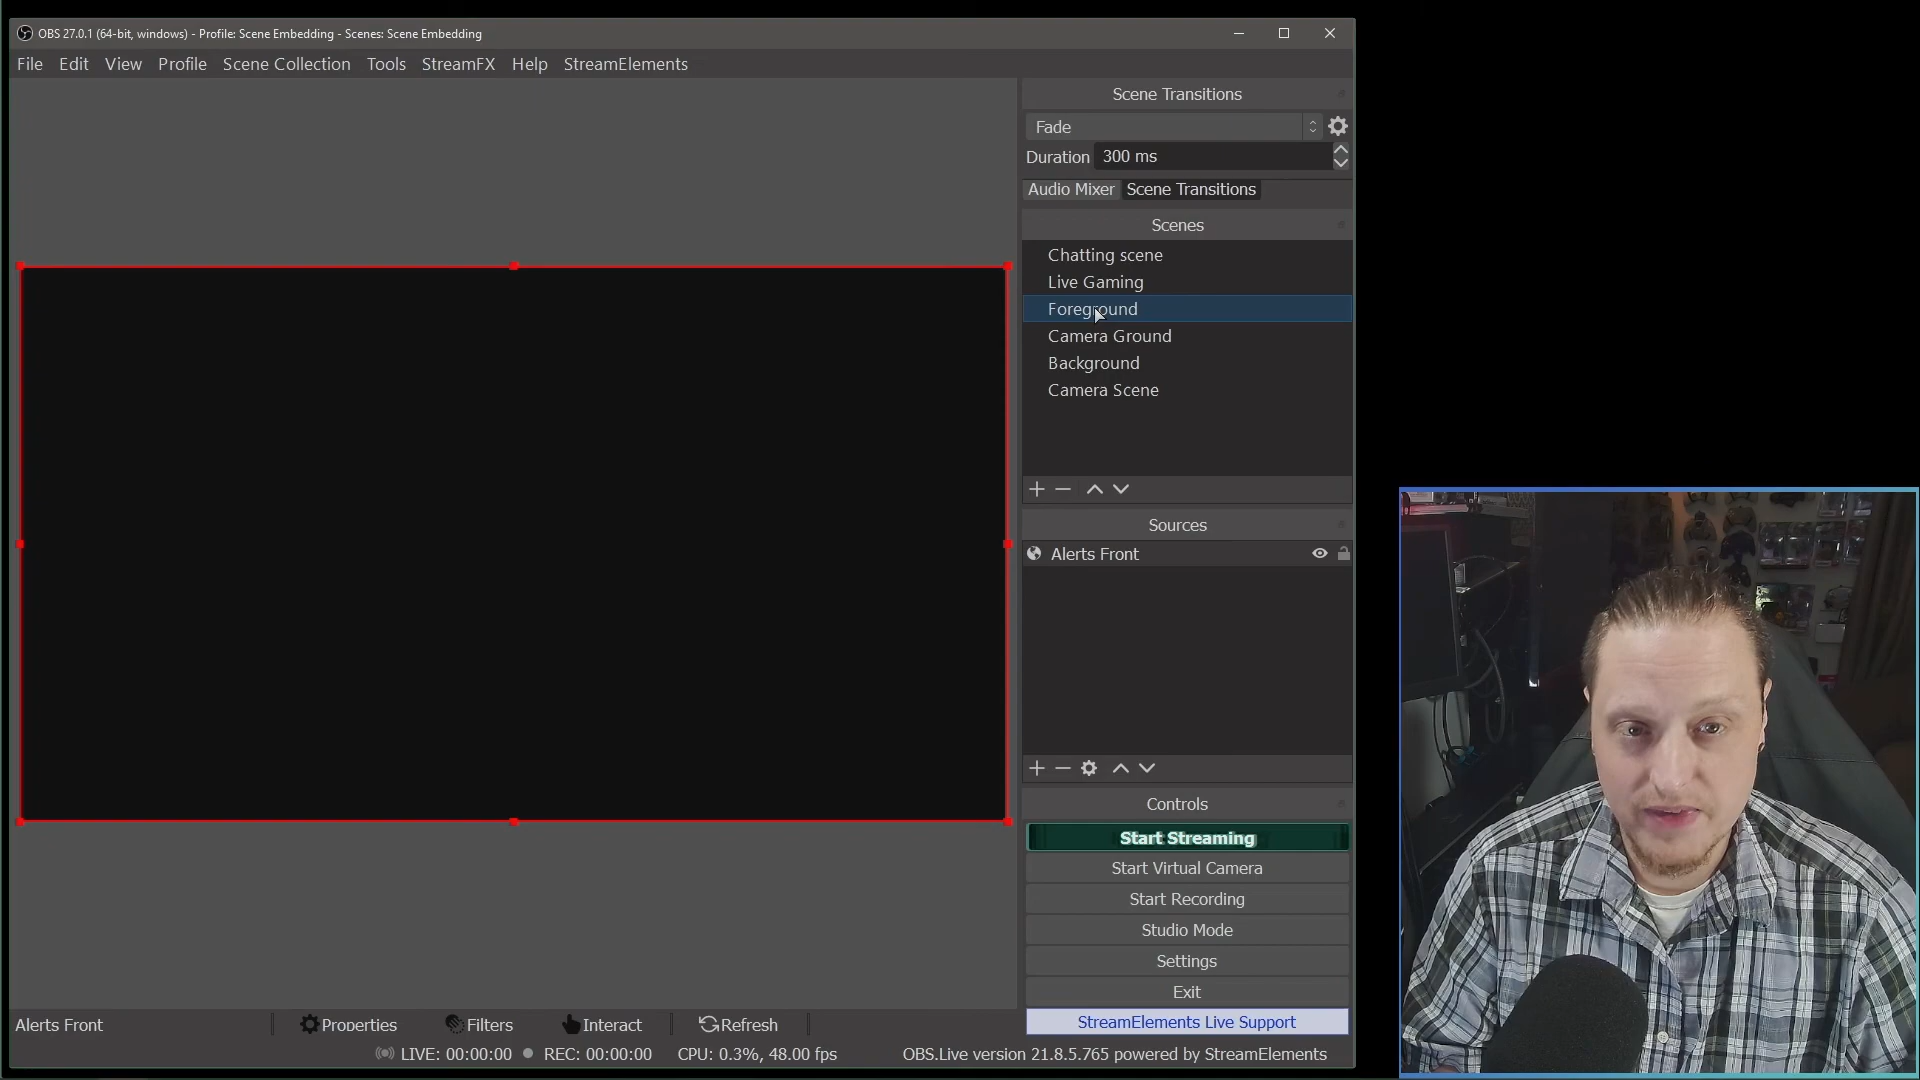 OBS 27.0.1 (64-bit, windows) - Profile: Scene Embedding - Scenes: Scene Embedding
File Edit View Profile Scene Collection Tools StreamFX Help StreamElements
Scene Transitions
Fade
Duration 300 ms
Audio Mixer Scene Transitions
Scenes
Chatting scene
Live Gaming
Foreground
Camera Ground
Background
Camera Scene
Sources
Alerts Front
Controls
Start Streaming
Start Virtual Camera
Start Recording
Studio Mode
Settings
Exit
StreamElements Live Support
Alerts Front Properties Filters Interact Refresh
LIVE: 00:00:00 REC: 00:00:00 CPU: 0.3%, 48.00 fps OBS.Live version 21.8.5.765 powered by StreamElements